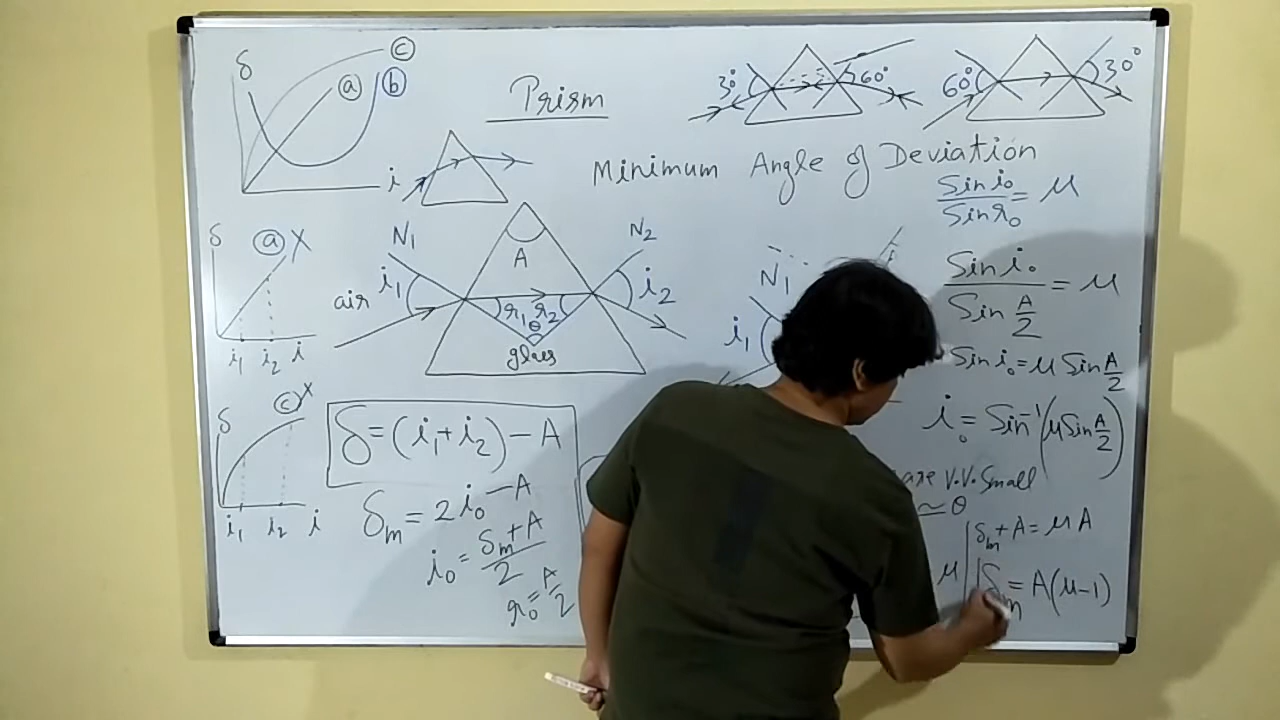 Prism
Minimum Angle of Deviation
δ
c
a
b
i
30°
60°
60°
30°
Sin i₀ / Sin r₀ = μ
δ
a X
i₁ i₂ i
air
N₁
i₁
A
r₁ r₂
θ
glass
N₂
i₂
N₁
i₁
Sin i₀ / Sin A/2 = μ
Sin i₀ = μ Sin A/2
i₀ = Sin⁻¹(μ Sin A/2)
δ
c X
i₁ i₂ i
δ = (i₁+i₂) − A
δm = 2i₀ − A
i₀ = δm + A / 2
r₀ = A/2
are V.V. Small
≃ θ
μ
δm + A = μ A
δm = A(μ−1)